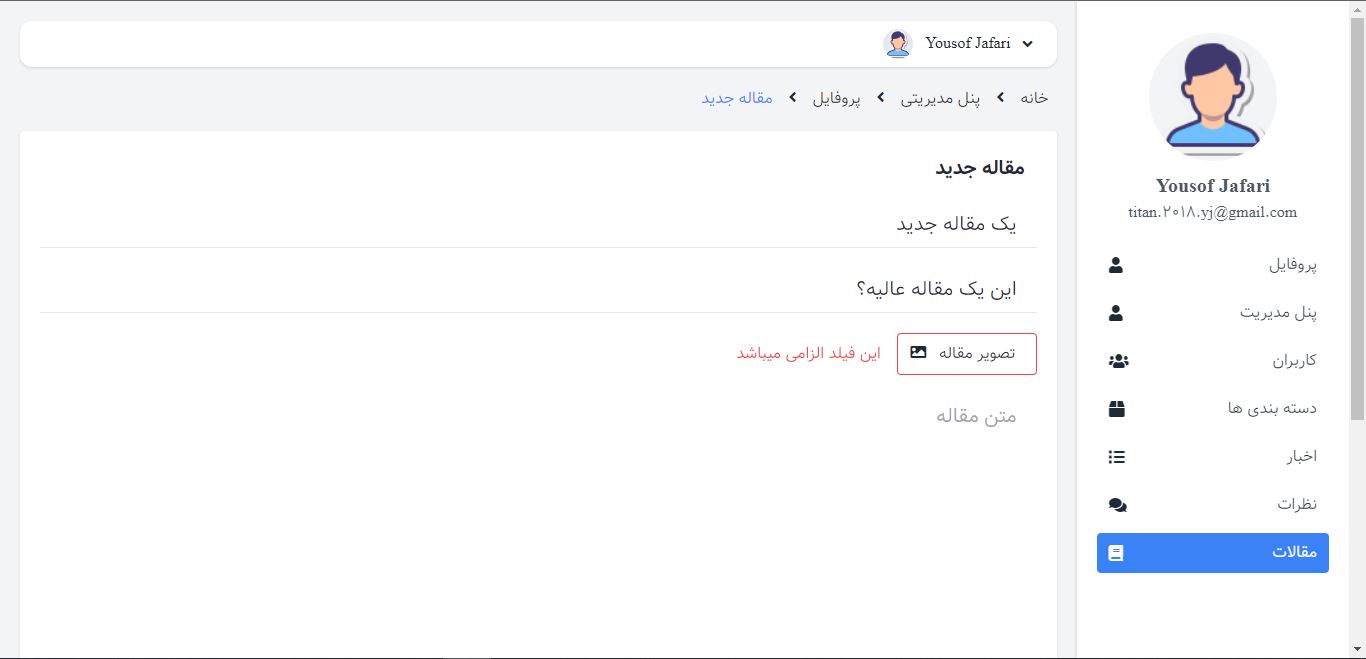 Yousof Jafari
titan.۲۰۱۸.yj@gmail.com
پروفایل
پنل مدیریت
کاربران
دسته بندی ها
اخبار
نظرات
مقالات
Yousof Jafari
خانه
پنل مدیریتی
پروفایل
مقاله جدید
مقاله جدید
یک مقاله جدید
این یک مقاله عالیه؟
تصویر مقاله
این فیلد الزامی میباشد
متن مقاله